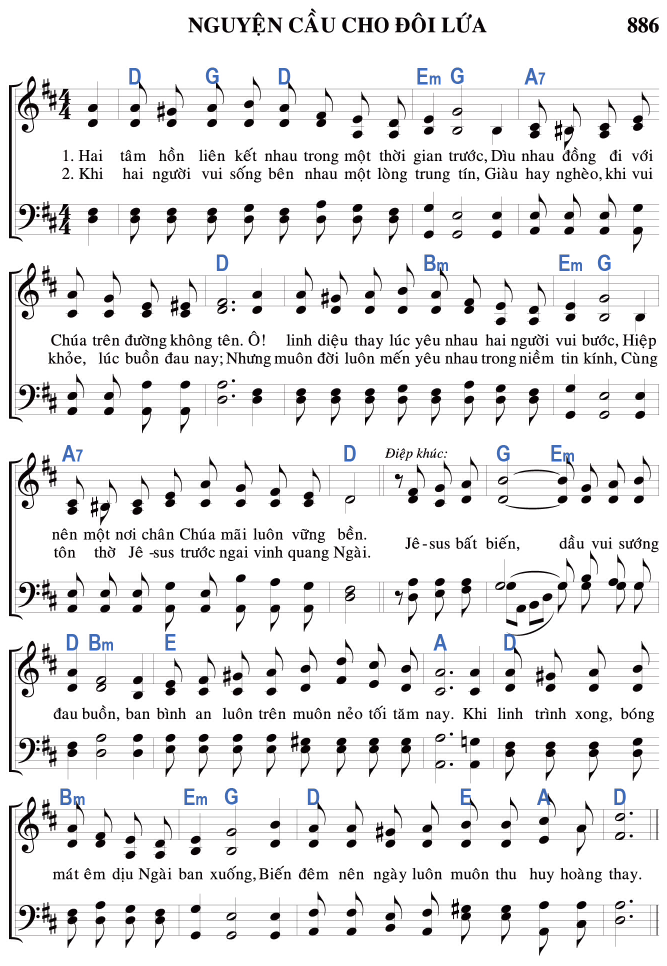 NGUYỆN CẦU CHO ĐÔI LỨA 886
D G D Em G A7
1. Hai tâm hồn liên kết nhau trong một thời gian trước, Dìu nhau đồng đi với
2. Khi hai người vui sống bên nhau một lòng trung tín, Giàu hay nghèo, khi vui
D Bm Em G
Chúa trên đường không tên. Ô! linh diệu thay lúc yêu nhau hai người vui bước, Hiệp
khỏe, lúc buồn đau nay; Nhưng muôn đời luôn mến yêu nhau trong niềm tin kính, Cùng
A7 D Điệp khúc: G Em
nên một nơi chân Chúa mãi luôn vững bền.
tôn thờ Jê-sus trước ngai vinh quang Ngài.
Jê-sus bất biến, dầu vui sướng
D Bm E A D
đau buồn, ban bình an luôn trên muôn nẻo tối tăm nay. Khi linh trình xong, bóng
Bm Em G D E A D
mát êm dịu Ngài ban xuống, Biến đêm nên ngày luôn muôn thu huy hoàng thay.